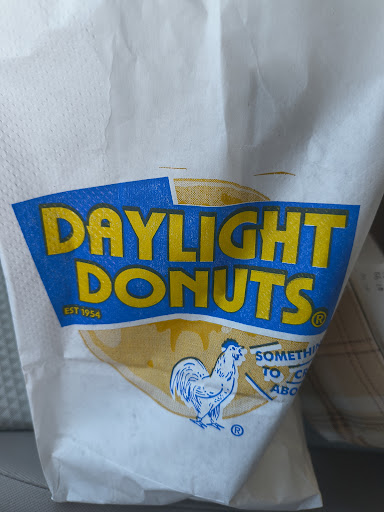 DAYLIGHT
DONUTS®
EST 1954
SOMETHI
TO C
ABO
®